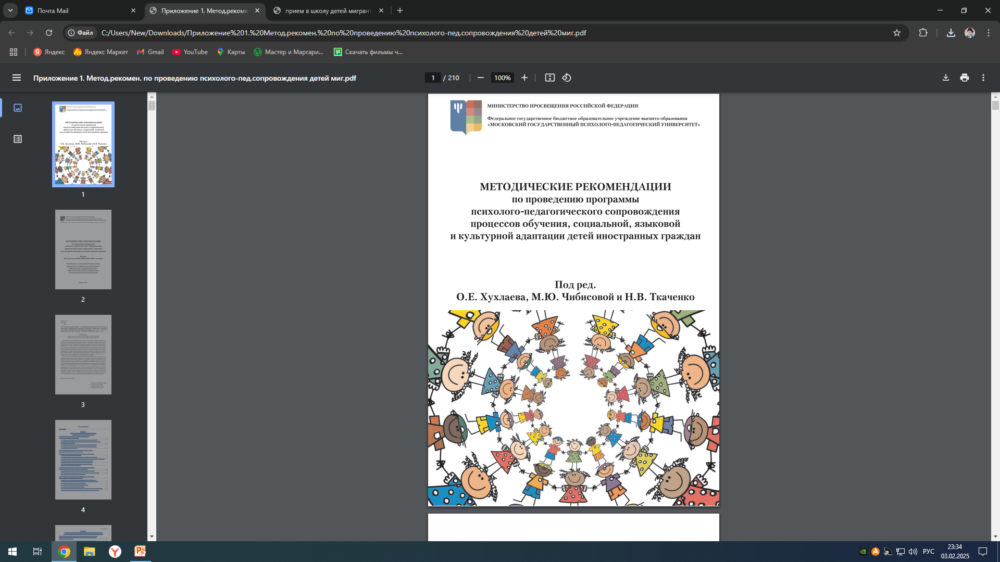 Почта Mail
Приложение 1. Метод.рекоме
прием в школу детей мигрант
Файл
C:/Users/New/Downloads/Приложение%201.%20Метод.рекомен.%20по%20проведению%20психолого-пед.сопровождения%20детей%20миг.pdf
Яндекс
Яндекс Маркет
Gmail
YouTube
Карты
Мастер и Маргари...
Скачать фильмы ч...
Приложение 1. Метод.рекомен. по проведению психолого-пед.сопровождения детей миг.pdf
1 / 210
100%
1
2
3
4
МИНИСТЕРСТВО ПРОСВЕЩЕНИЯ РОССИЙСКОЙ ФЕДЕРАЦИИ
Федеральное государственное бюджетное образовательное учреждение высшего образования
«МОСКОВСКИЙ ГОСУДАРСТВЕННЫЙ ПСИХОЛОГО-ПЕДАГОГИЧЕСКИЙ УНИВЕРСИТЕТ»
МЕТОДИЧЕСКИЕ РЕКОМЕНДАЦИИ
по проведению программы
психолого-педагогического сопровождения
процессов обучения, социальной, языковой
и культурной адаптации детей иностранных граждан
Под ред.
О.Е. Хухлаева, М.Ю. Чибисовой и Н.В. Ткаченко
РУС
23:34
03.02.2025